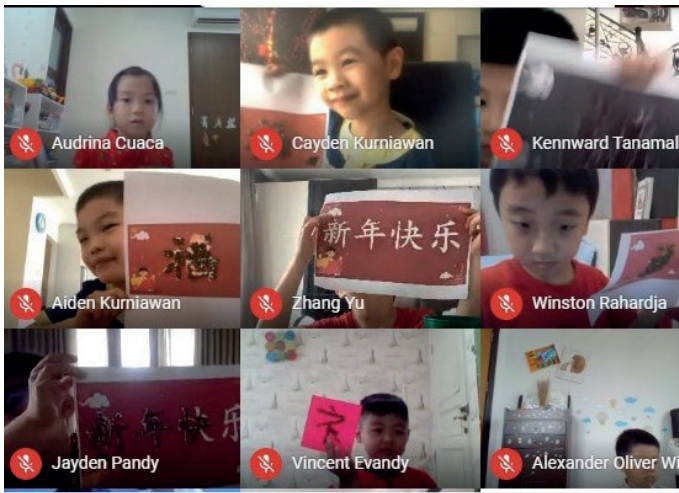 Audrina Cuaca
Cayden Kurniawan
Kennward Tanamal
福
Aiden Kurniawan
新年快乐
Zhang Yu
Winston Rahardja
新年快乐
Jayden Pandy
Vincent Evandy
Alexander Oliver Wi